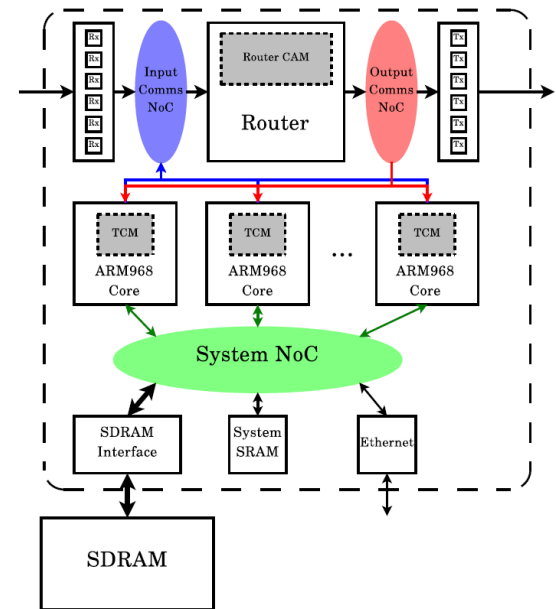 Rx
Rx
Rx
Rx
Rx
Rx
Input
Comms
NoC
Router CAM
Router
Output
Comms
NoC
Tx
Tx
Tx
Tx
Tx
Tx
TCM
ARM968
Core
TCM
ARM968
Core
...
TCM
ARM968
Core
System NoC
SDRAM
Interface
System
SRAM
Ethernet
SDRAM